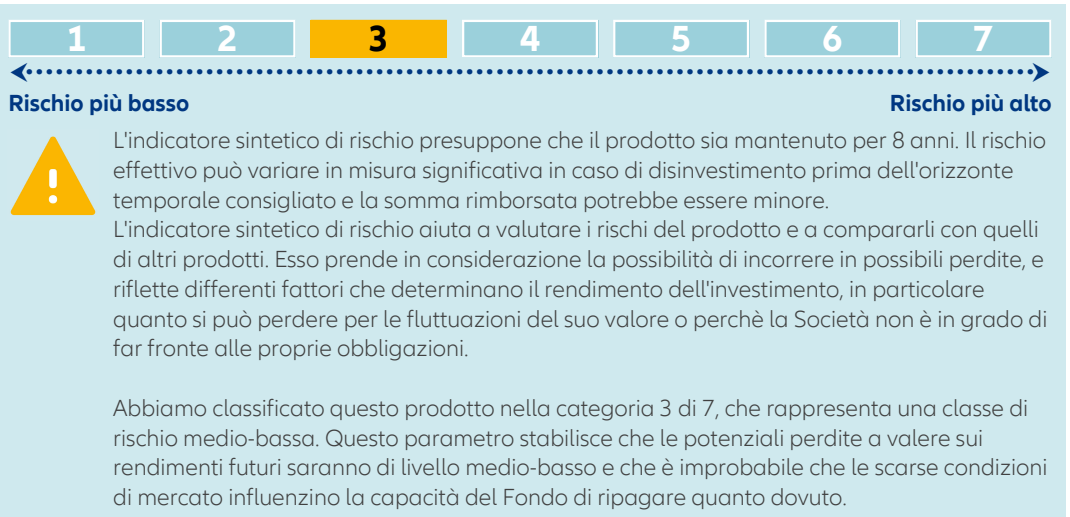 1 2 3 4 5 6 7
Rischio più basso Rischio più alto
L'indicatore sintetico di rischio presuppone che il prodotto sia mantenuto per 8 anni. Il rischio
effettivo può variare in misura significativa in caso di disinvestimento prima dell'orizzonte
temporale consigliato e la somma rimborsata potrebbe essere minore.
L'indicatore sintetico di rischio aiuta a valutare i rischi del prodotto e a compararli con quelli
di altri prodotti. Esso prende in considerazione la possibilità di incorrere in possibili perdite, e
riflette differenti fattori che determinano il rendimento dell'investimento, in particolare
quanto si può perdere per le fluttuazioni del suo valore o perchè la Società non è in grado di
far fronte alle proprie obbligazioni.
Abbiamo classificato questo prodotto nella categoria 3 di 7, che rappresenta una classe di
rischio medio-bassa. Questo parametro stabilisce che le potenziali perdite a valere sui
rendimenti futuri saranno di livello medio-basso e che è improbabile che le scarse condizioni
di mercato influenzino la capacità del Fondo di ripagare quanto dovuto.